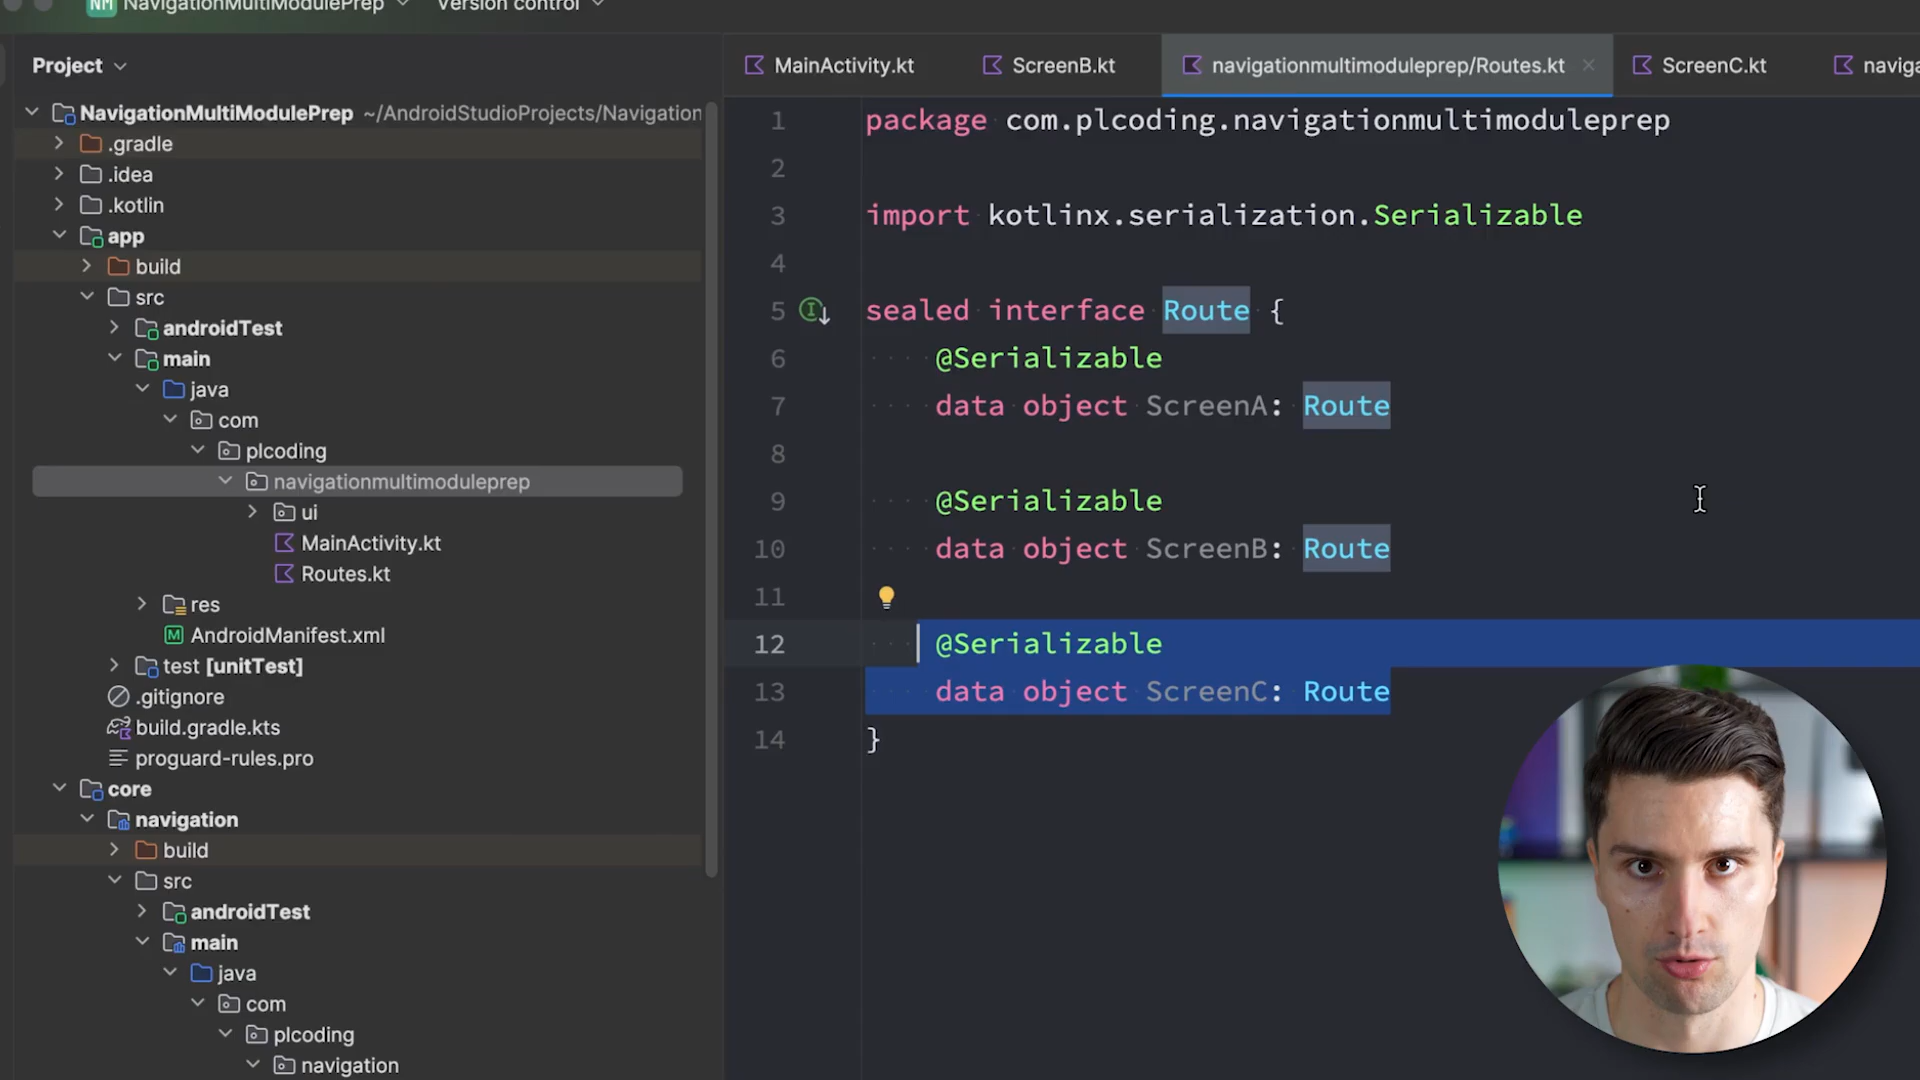 NM NavigationMultiModulePrep Version control
Project
NavigationMultiModulePrep ~/AndroidStudioProjects/Navigation
.gradle
.idea
.kotlin
app
build
src
androidTest
main
java
com
plcoding
navigationmultimoduleprep
ui
MainActivity.kt
Routes.kt
res
AndroidManifest.xml
test [unitTest]
.gitignore
build.gradle.kts
proguard-rules.pro
core
navigation
build
src
androidTest
main
java
com
plcoding
navigation
MainActivity.kt ScreenB.kt navigationmultimoduleprep/Routes.kt ScreenC.kt naviga
1 package com.plcoding.navigationmultimoduleprep
2
3 import kotlinx.serialization.Serializable
4
5 sealed interface Route {
6 @Serializable
7 data object ScreenA: Route
8
9 @Serializable
10 data object ScreenB: Route
11
12 @Serializable
13 data object ScreenC: Route
14 }